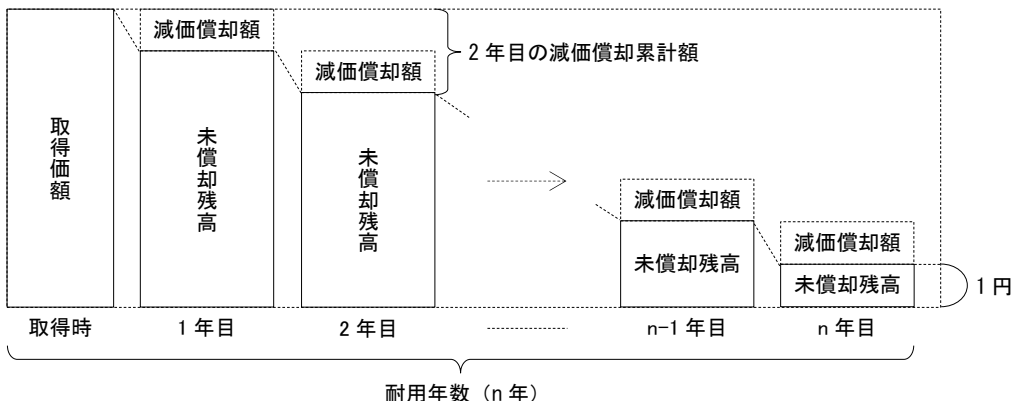 減価償却額
減価償却額
2年目の減価償却累計額
取得価額
未償却残高
未償却残高
減価償却額
未償却残高
減価償却額
未償却残高
1円
取得時
1年目
2年目
n-1年目
n年目
耐用年数（n年）